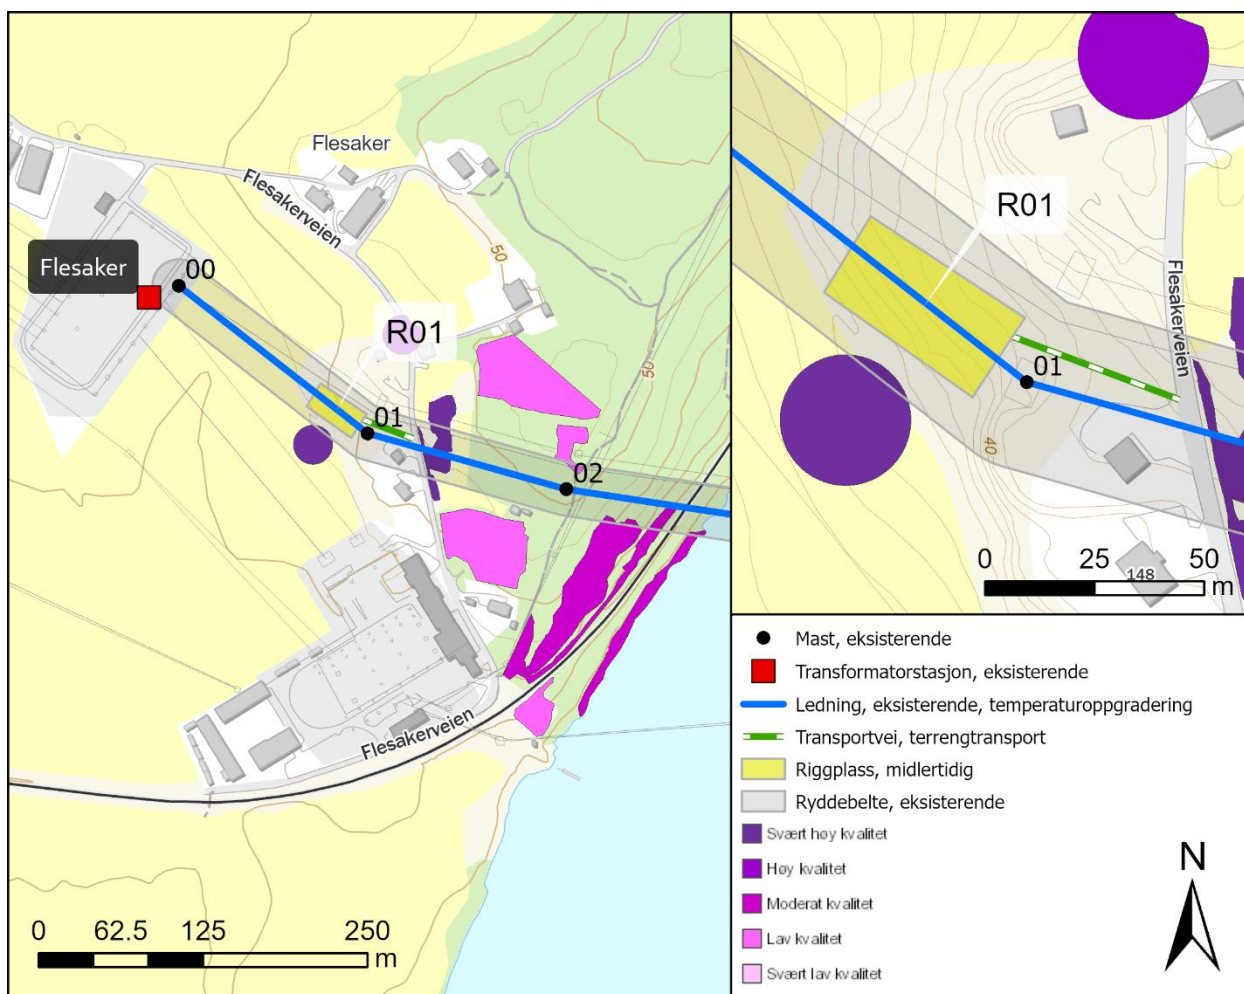 Flesaker
Flesakerveien
Flesaker
00
50
R01
01
02
50
Flesakerveien
0 62.5 125 250
m
R01
Flesakerveien
01
40
0 25 50
148
m
Mast, eksisterende
Transformatorstasjon, eksisterende
Ledning, eksisterende, temperaturoppgradering
Transportvei, terrengtransport
Riggplass, midlertidig
Ryddebelte, eksisterende
Svært høy kvalitet
Høy kvalitet
Moderat kvalitet
Lav kvalitet
Svært lav kvalitet
N